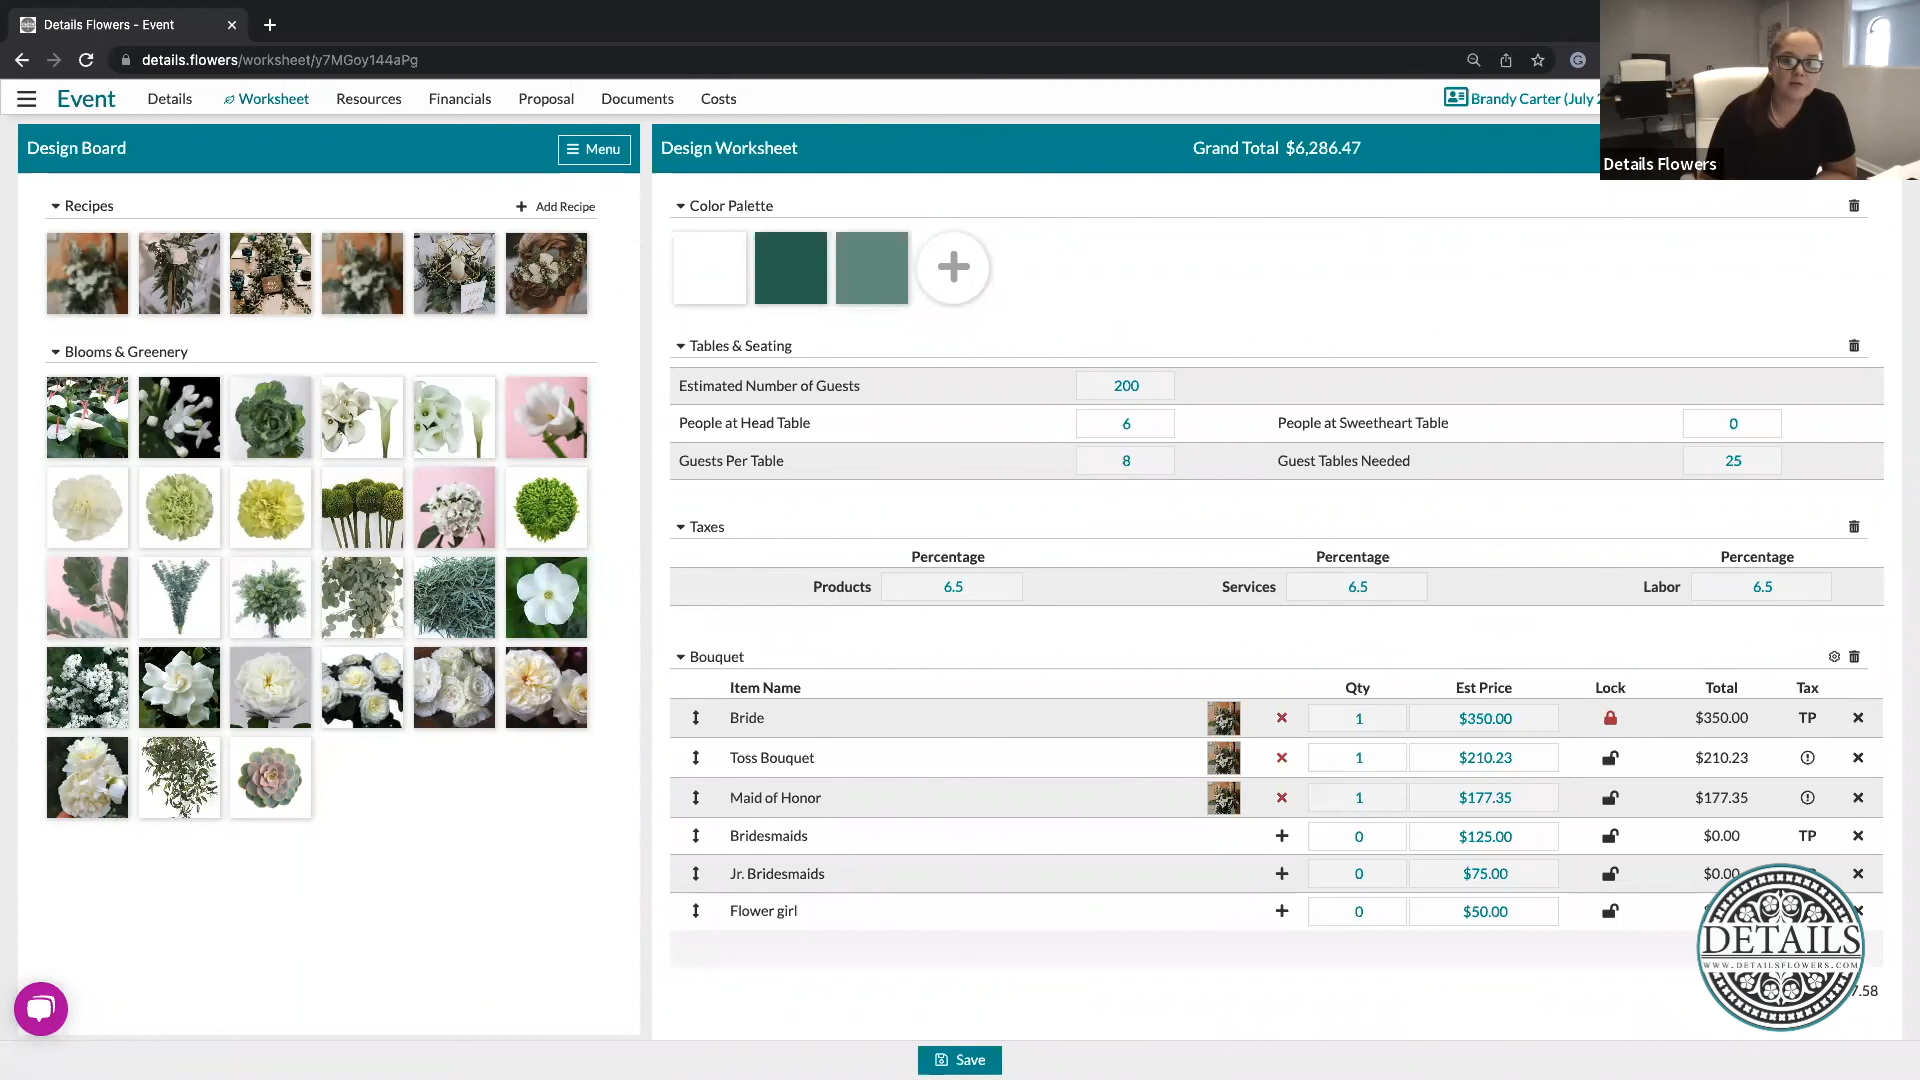 Details Flowers - Event
details.flowers/worksheet/y7MGoy144aPg
Event Details Worksheet Resources Financials Proposal Documents Costs
Brandy Carter (July
Details Flowers
Design Board
Menu
Design Worksheet
Grand Total $6,286.47
Recipes
Add Recipe
Blooms & Greenery
Color Palette
Tables & Seating
Estimated Number of Guests 200
People at Head Table 6 People at Sweetheart Table 0
Guests Per Table 8 Guest Tables Needed 25
Taxes
Percentage Percentage Percentage
Products 6.5 Services 6.5 Labor 6.5
Bouquet
Item Name Qty Est Price Lock Total Tax
Bride 1 $350.00 $350.00 TP
Toss Bouquet 1 $210.23 $210.23
Maid of Honor 1 $177.35 $177.35
Bridesmaids 0 $125.00 $0.00 TP
Jr. Bridesmaids 0 $75.00 $0.00
Flower girl 0 $50.00
DETAILS
WWW.DETAILSFLOWERS.COM
7.58
Save